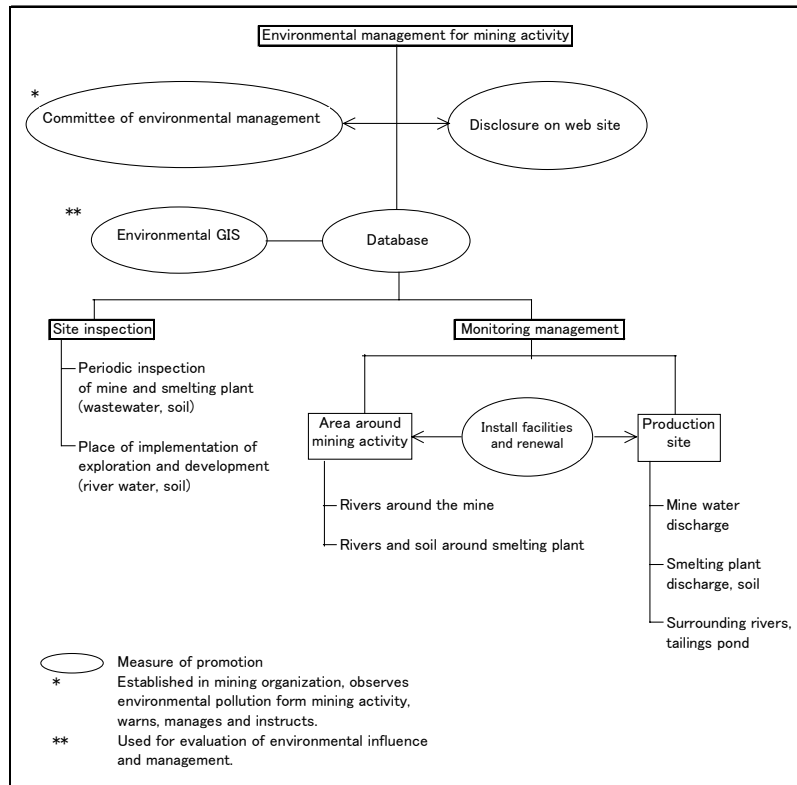 Environmental management for mining activity
*
Committee of environmental management
Disclosure on web site
**
Environmental GIS
Database
Site inspection
Monitoring management
Periodic inspection
of mine and smelting plant
(wastewater, soil)
Place of implementation of
exploration and development
(river water, soil)
Area around
mining activity
Install facilities
and renewal
Production
site
Rivers around the mine
Rivers and soil around smelting plant
Mine water
discharge
Smelting plant
discharge, soil
Surrounding rivers,
tailings pond
Measure of promotion
* Established in mining organization, observes
environmental pollution form mining activity,
warns, manages and instructs.
** Used for evaluation of environmental influence
and management.